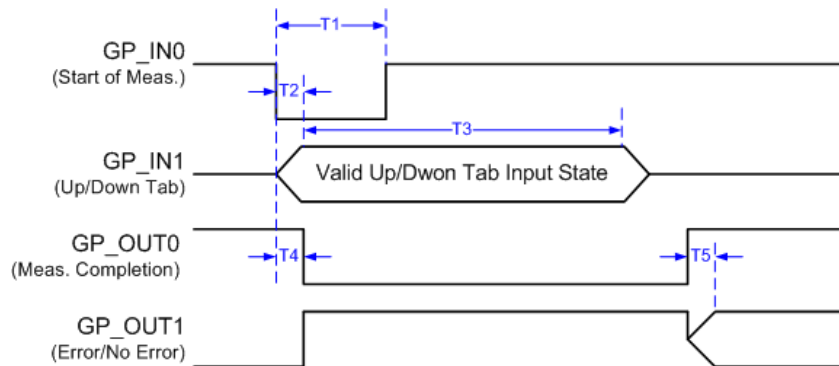 T1
GP_IN0
(Start of Meas.)
T2
T3
GP_IN1
(Up/Down Tab)
Valid Up/Dwon Tab Input State
GP_OUT0
(Meas. Completion)
T4
T5
GP_OUT1
(Error/No Error)